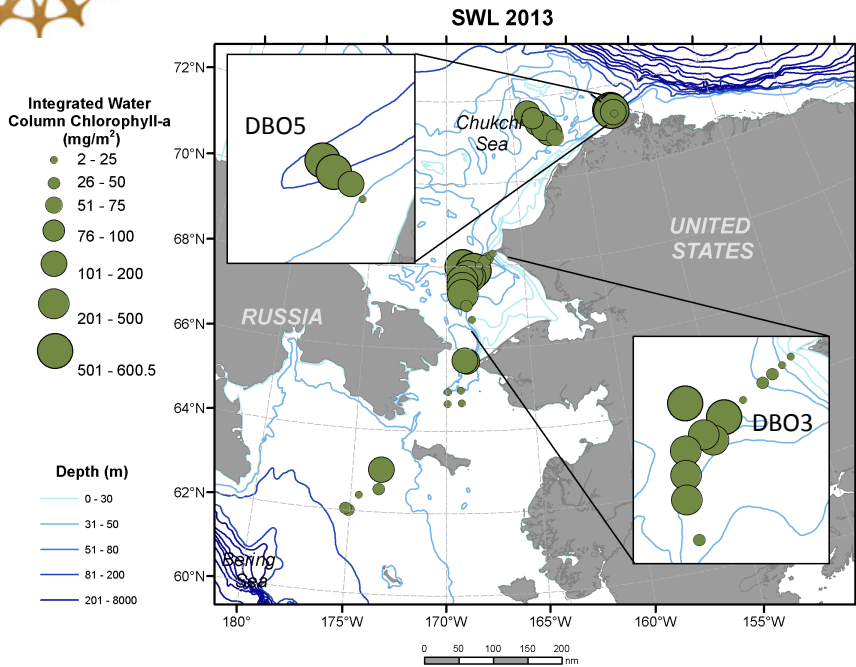 SWL 2013
Integrated Water
Column Chlorophyll-a
(mg/m²)
2 - 25
26 - 50
51 - 75
76 - 100
101 - 200
201 - 500
501 - 600.5
Depth (m)
0 - 30
31 - 50
51 - 80
81 - 200
201 - 8000
72°N
70°N
68°N
66°N
64°N
62°N
60°N
DBO5
Chukchi
Sea
UNITED
STATES
RUSSIA
DBO3
Bering
Sea
180°
175°W
170°W
165°W
160°W
155°W
0 50 100 150 200
nm